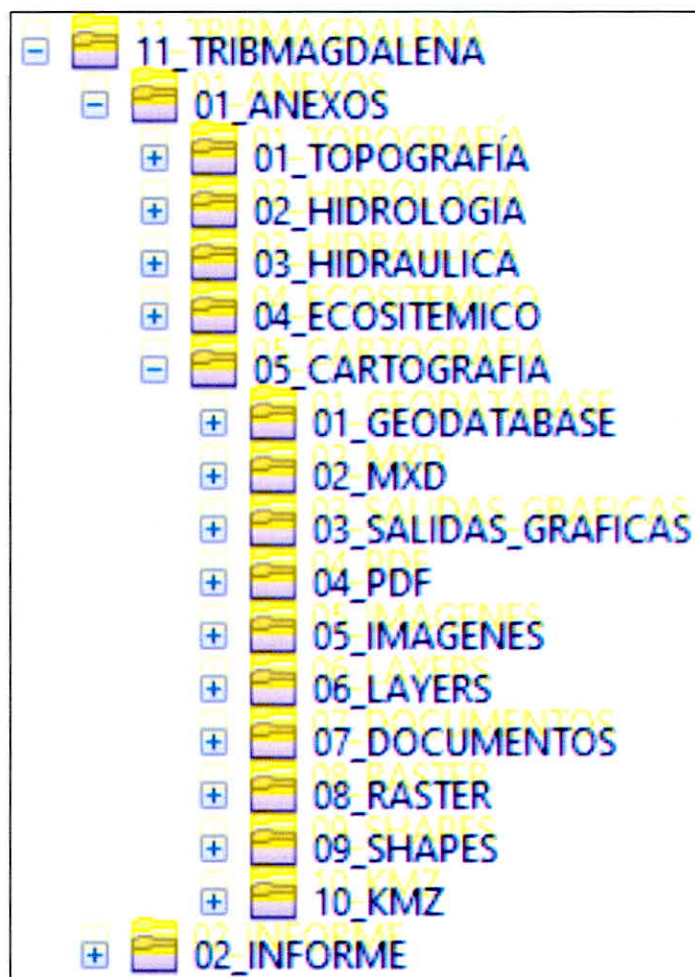 11_TRIBMAGDALENA
01_ANEXOS
01_TOPOGRAFÍA
02_HIDROLOGIA
03_HIDRAULICA
04_ECOSITEMICO
05_CARTOGRAFIA
01_GEODATABASE
02_MXD
03_SALIDAS_GRAFICAS
04_PDF
05_IMAGENES
06_LAYERS
07_DOCUMENTOS
08_RASTER
09_SHAPES
10_KMZ
02_INFORME